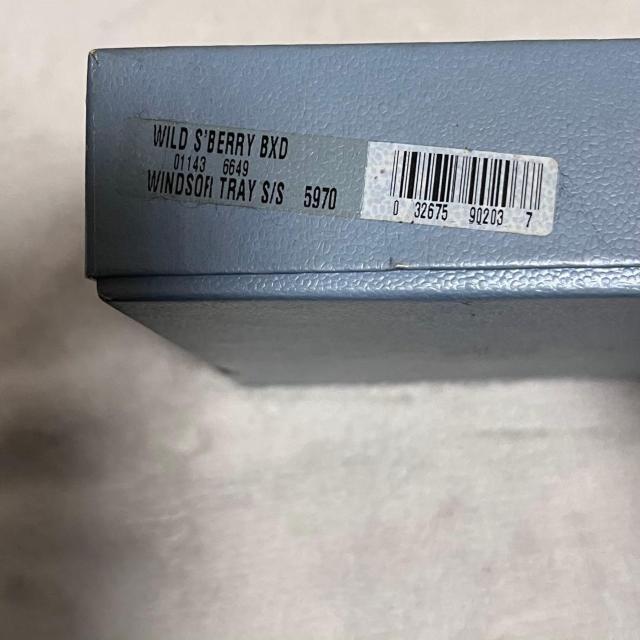 WILD S'BERRY BXD
01143 6649
WINDSOR TRAY S/S 5970
0 32675 90203 7